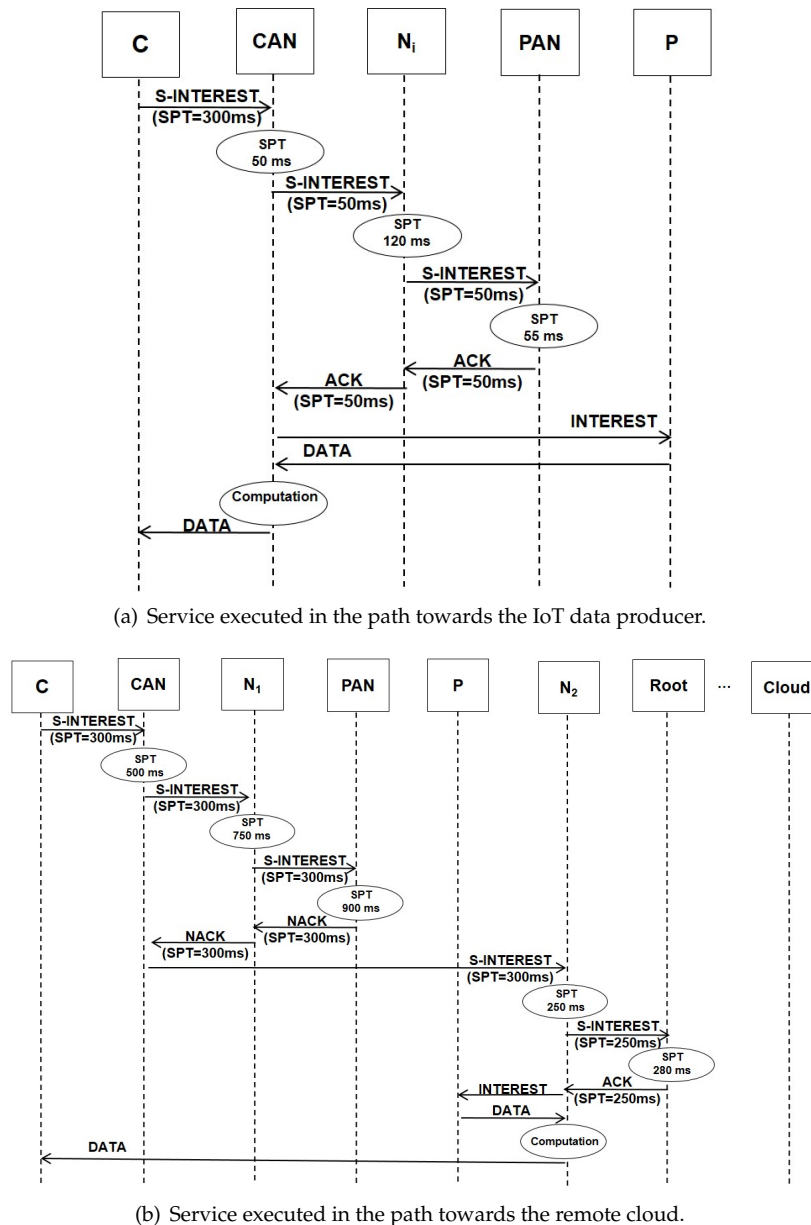 C
CAN
Nᵢ
PAN
P
S-INTEREST
(SPT=300ms)
SPT
50 ms
S-INTEREST
(SPT=50ms)
SPT
120 ms
S-INTEREST
(SPT=50ms)
SPT
55 ms
ACK
(SPT=50ms)
ACK
(SPT=50ms)
INTEREST
DATA
Computation
DATA
(a) Service executed in the path towards the IoT data producer.
C
CAN
N₁
PAN
P
N₂
Root
...
Cloud
S-INTEREST
(SPT=300ms)
SPT
500 ms
S-INTEREST
(SPT=300ms)
SPT
750 ms
S-INTEREST
(SPT=300ms)
SPT
900 ms
NACK
(SPT=300ms)
NACK
(SPT=300ms)
S-INTEREST
(SPT=300ms)
SPT
250 ms
S-INTEREST
(SPT=250ms)
SPT
280 ms
ACK
(SPT=250ms)
INTEREST
DATA
Computation
DATA
(b) Service executed in the path towards the remote cloud.